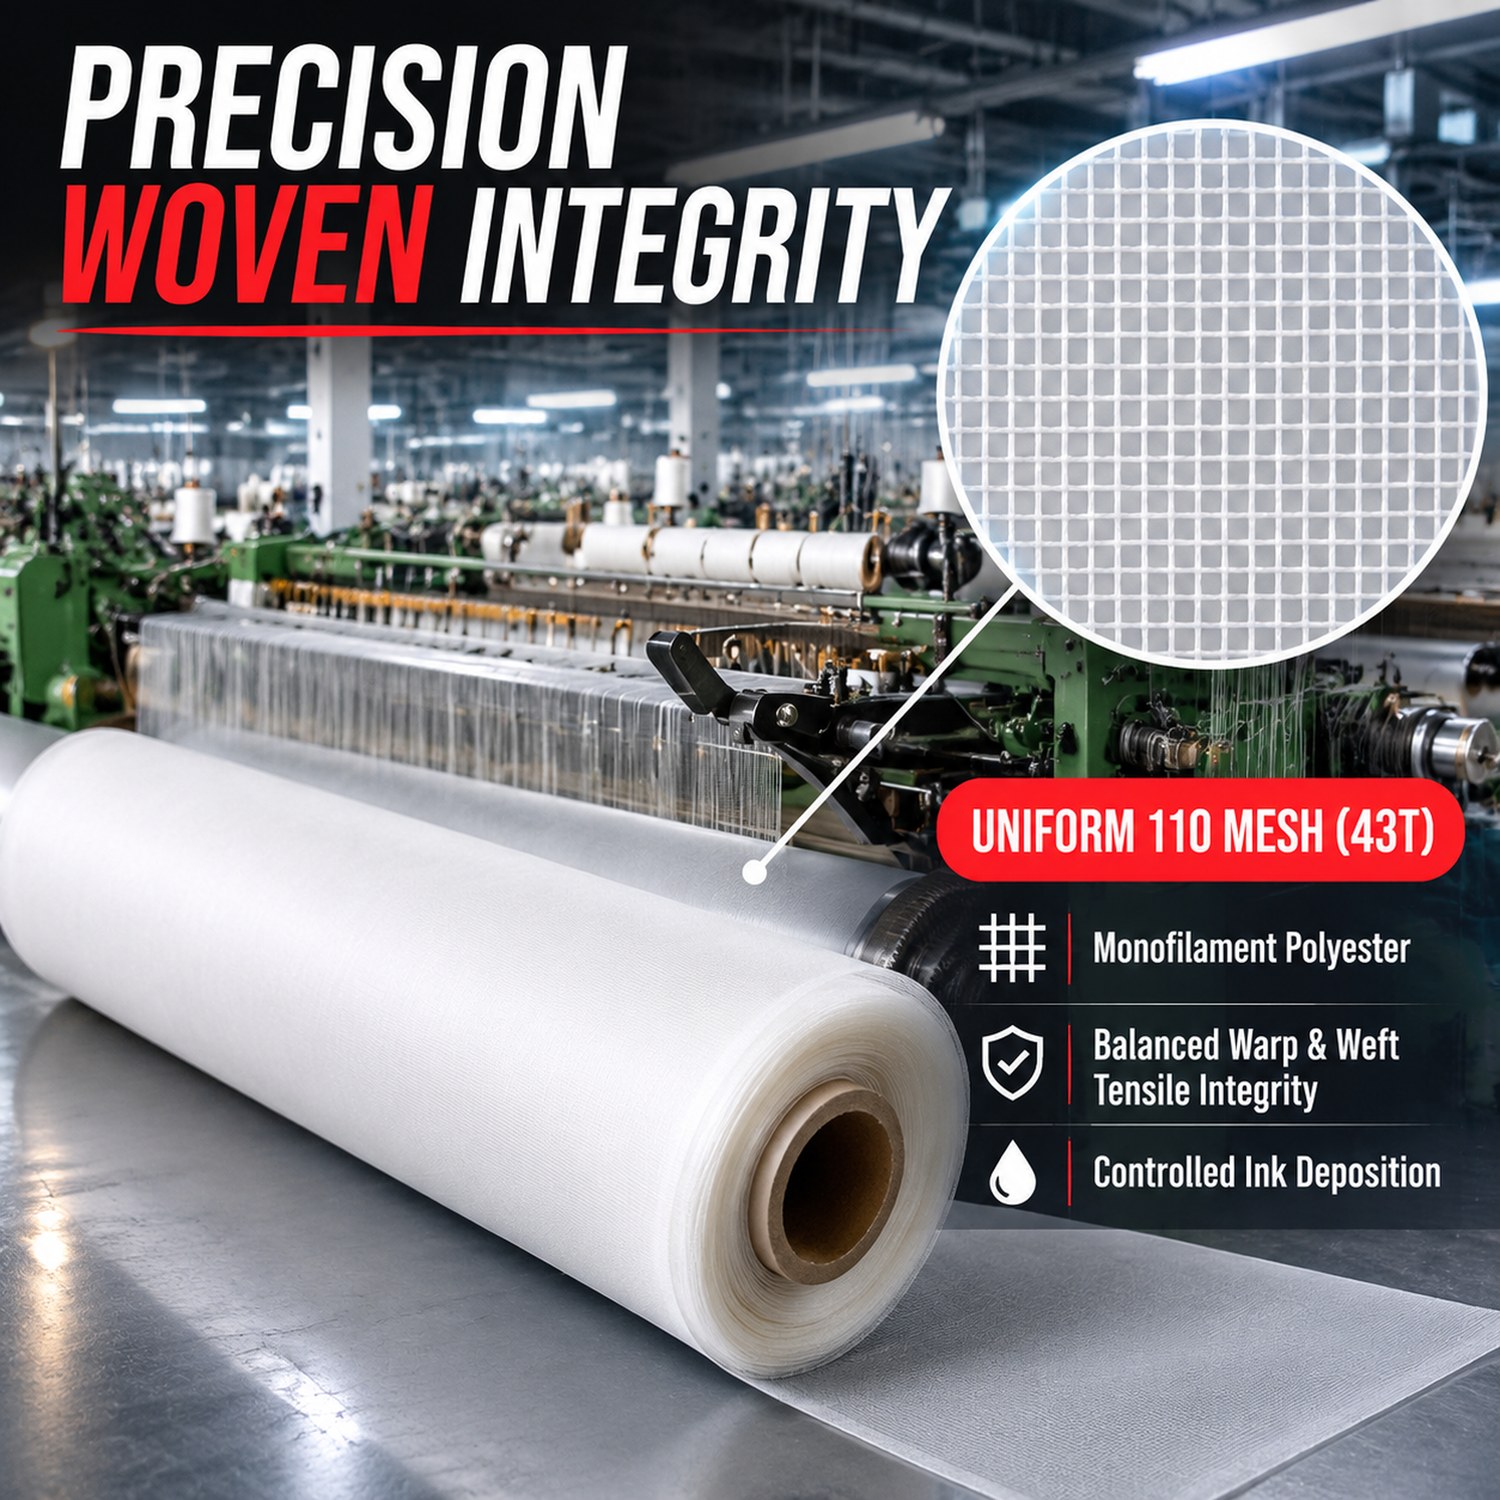 PRECISION
WOVEN INTEGRITY
UNIFORM 110 MESH (43T)
Monofilament Polyester
Balanced Warp & Weft
Tensile Integrity
Controlled Ink Deposition